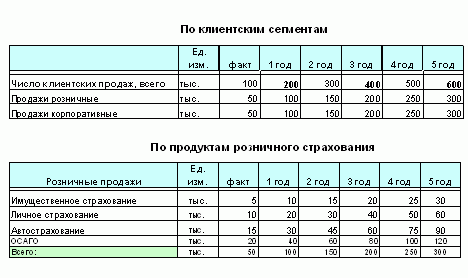 По клиентским сегментам
Ед. изм. факт 1 год 2 год 3 год 4 год 5 год
Число клиентских продаж, всего тыс. 100 200 300 400 500 600
Продажи розничные тыс. 50 100 150 200 250 300
Продажи корпоративные тыс. 50 100 150 200 250 300
По продуктам розничного страхования
Розничные продажи Ед. изм. факт 1 год 2 год 3 год 4 год 5 год
Имущественное страхование тыс. 5 10 15 20 25 30
Личное страхование тыс. 10 20 30 40 50 60
Автострахование тыс. 15 30 45 60 75 90
ОСАГО тыс. 20 40 60 80 100 120
Всего: тыс. 50 100 150 200 250 300